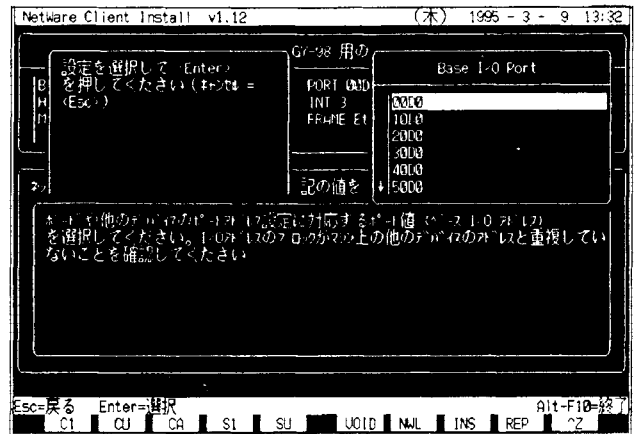 NetWare Client Install v1.12 (木) 1995 - 3 - 9 13:32
GY-98 用の
設定を選択して <Enter>
を押してください (ｷｬﾝｾﾙ =
<Esc>)
B
H
M
PORT 00D0
INT 3
FRAME Et
Base I-O Port
00D0
10D0
20D0
30D0
40D0
50D0
記の値を
ﾎﾞｰﾄﾞや他のﾃﾞﾊﾞｲｽのﾎﾟｰﾄｱﾄﾞﾚｽ設定に対応するﾎﾟｰﾄ値 (ﾍﾞｰｽ I-O ｱﾄﾞﾚｽ)
を選択してください。I-Oｱﾄﾞﾚｽのﾌﾞﾛｯｸがﾏｼﾝ上の他のﾃﾞﾊﾞｲｽのｱﾄﾞﾚｽと重複してい
ないことを確認してください
Esc=戻る Enter=選択 Alt-F10=終了
C1 CU CA S1 SU VOID NWL INS REP ^Z